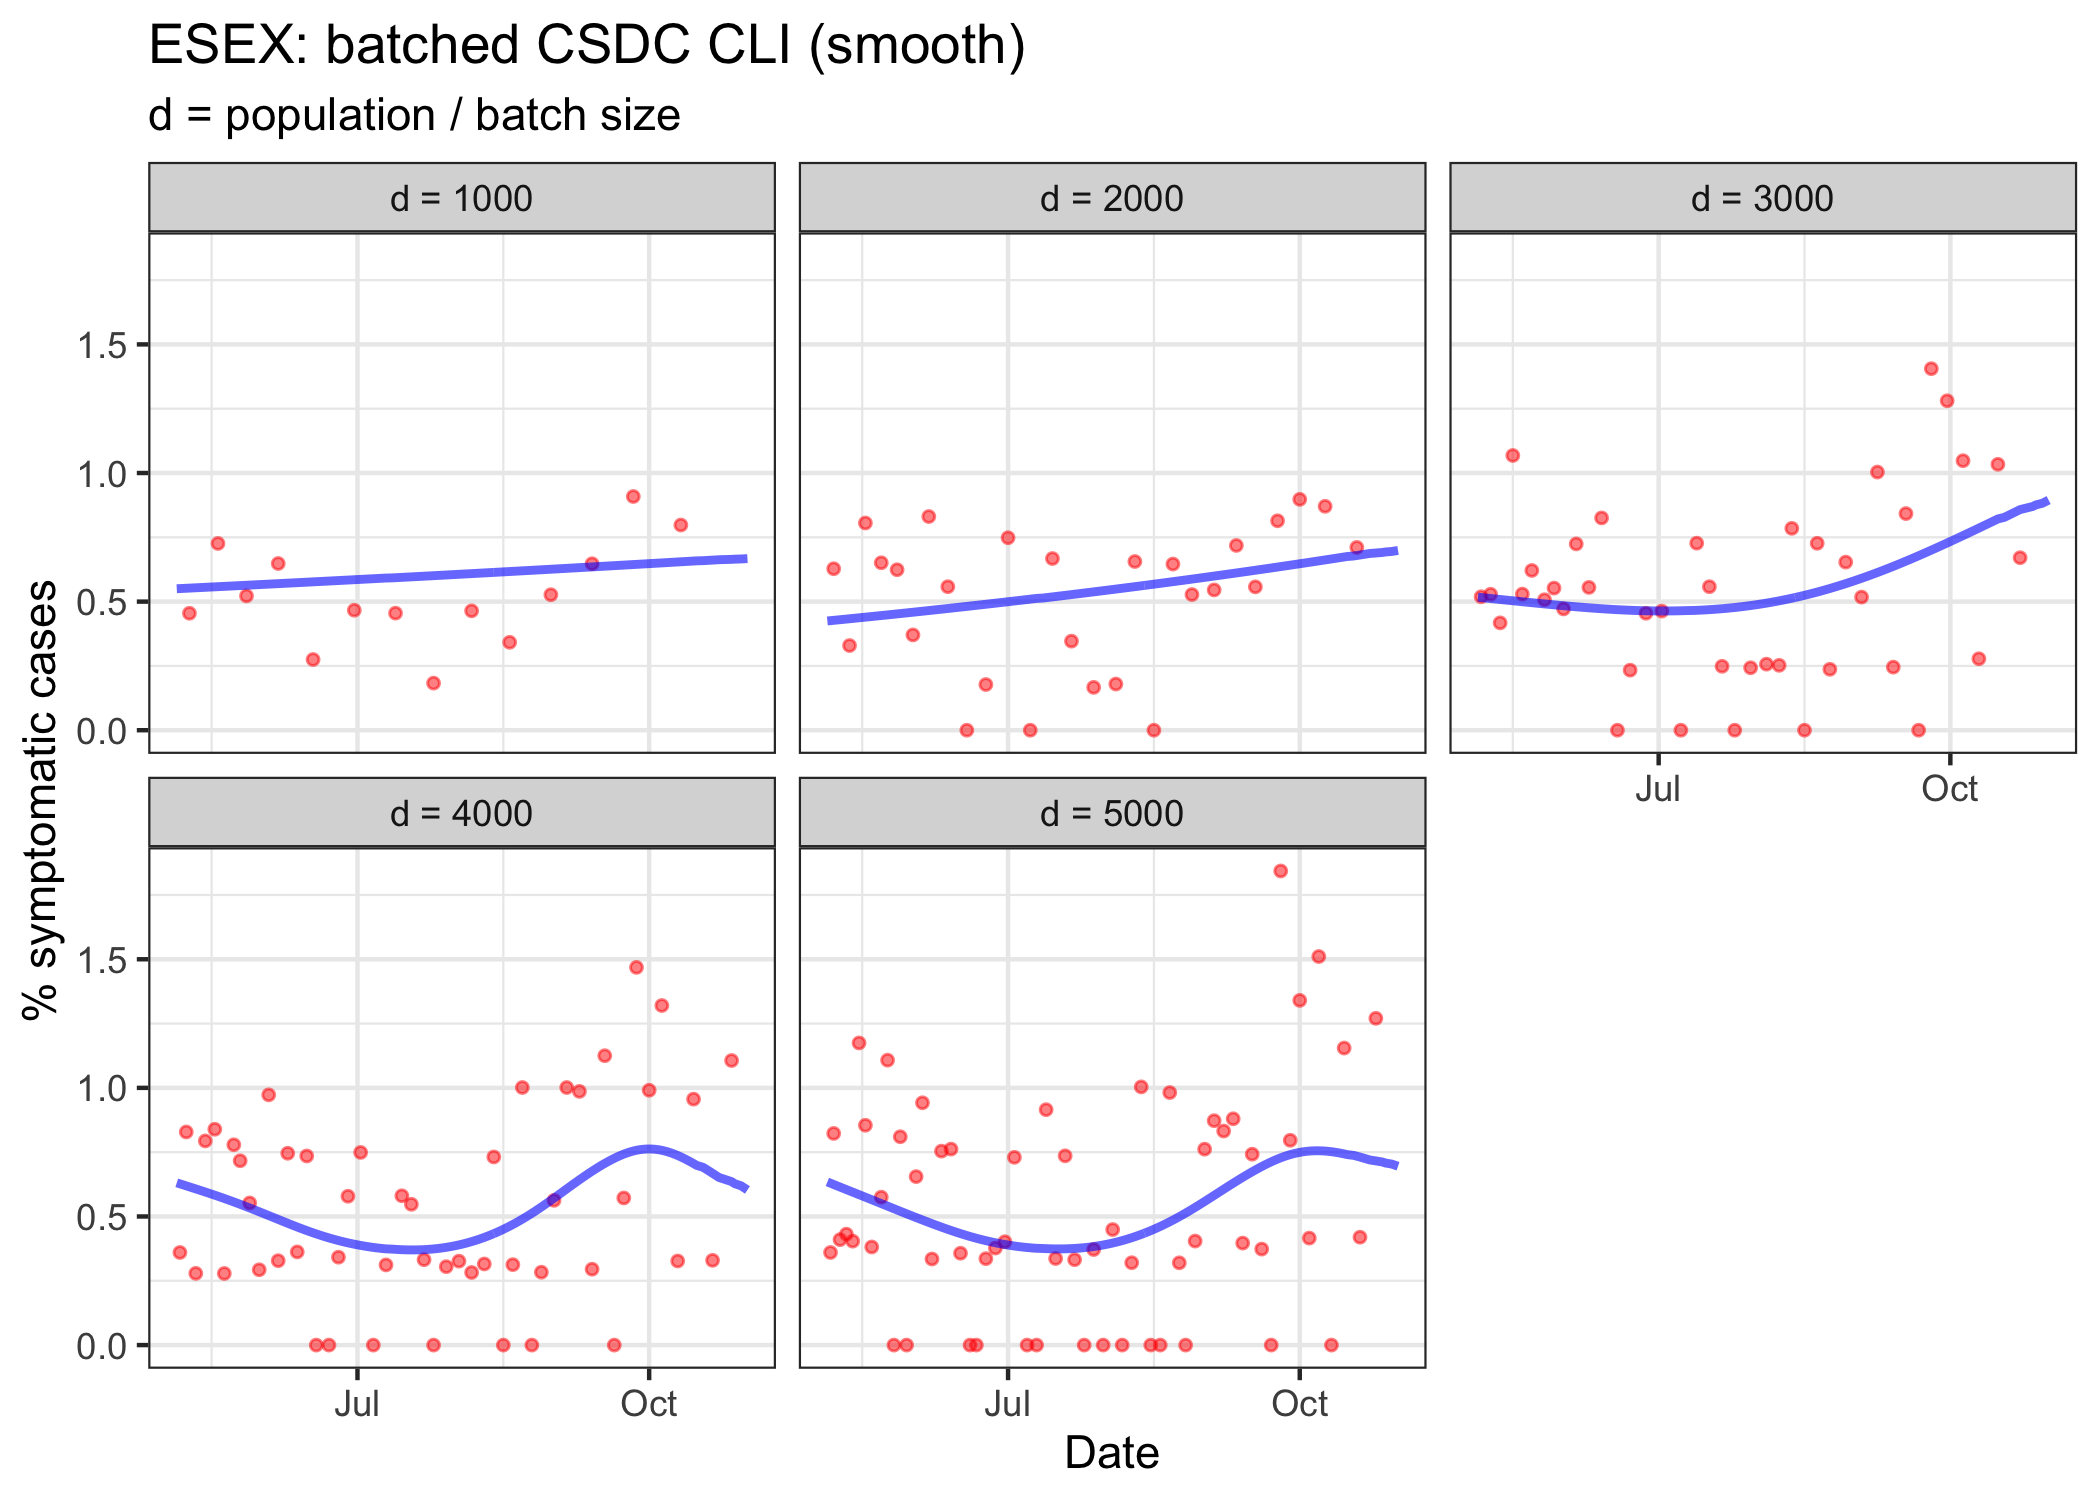 ESEX: batched CSDC CLI (smooth)
d = population / batch size
d = 1000
d = 2000
d = 3000
1.5
1.0
0.5
0.0
Jul
Oct
d = 4000
d = 5000
1.5
1.0
0.5
0.0
Jul
Oct
Jul
Oct
% symptomatic cases
Date